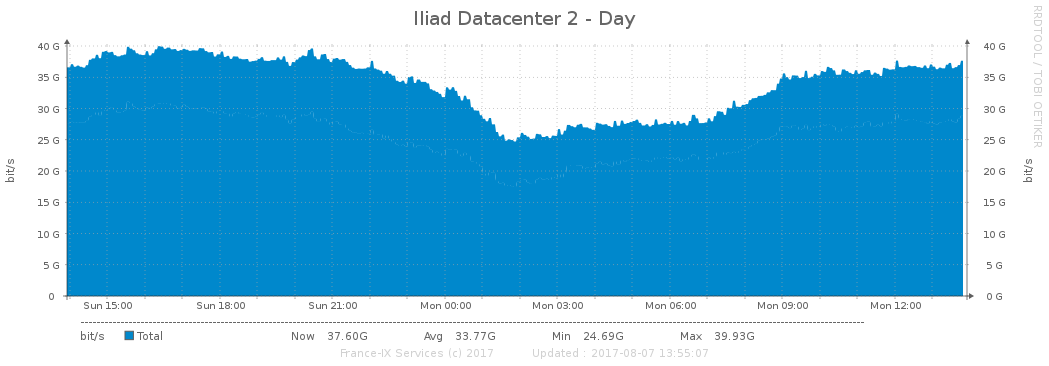 Iliad Datacenter 2 - Day
RRDTOOL / TOBI OETIKER
40 G 40 G
35 G 35 G
30 G 30 G
25 G 25 G
20 G 20 G
15 G 15 G
10 G 10 G
5 G 5 G
0 0 G
bit/s bit/s
Sun 15:00 Sun 18:00 Sun 21:00 Mon 00:00 Mon 03:00 Mon 06:00 Mon 09:00 Mon 12:00
bit/s Total Now 37.60G Avg 33.77G Min 24.69G Max 39.93G
France-IX Services (c) 2017 Updated : 2017-08-07 13:55:07